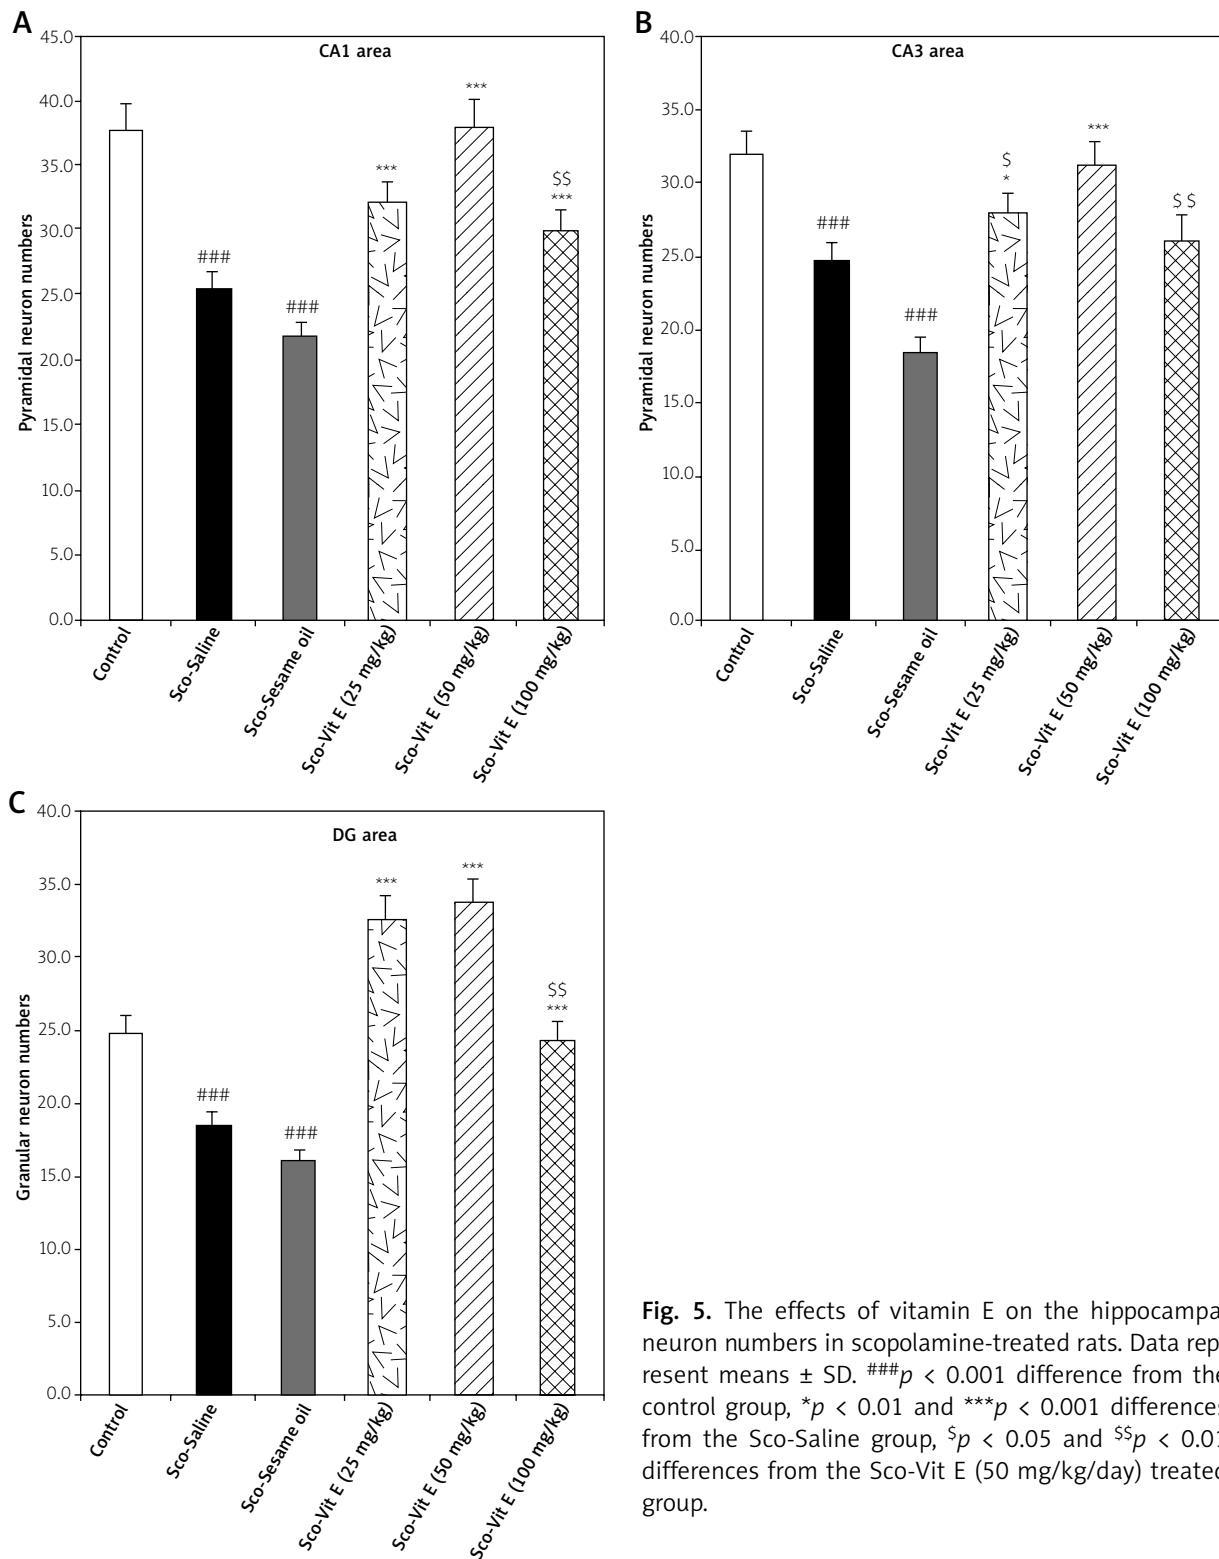 A
CA1 area
45.0
40.0
35.0
30.0
25.0
20.0
15.0
10.0
5.0
0.0
Pyramidal neuron numbers
###
###
***
***
$$
***
Control
Sco-Saline
Sco-Sesame oil
Sco-Vit E (25 mg/kg)
Sco-Vit E (50 mg/kg)
Sco-Vit E (100 mg/kg)
B
CA3 area
40.0
35.0
30.0
25.0
20.0
15.0
10.0
5.0
0.0
Pyramidal neuron numbers
###
###
$
*
***
$$
Control
Sco-Saline
Sco-Sesame oil
Sco-Vit E (25 mg/kg)
Sco-Vit E (50 mg/kg)
Sco-Vit E (100 mg/kg)
C
DG area
40.0
35.0
30.0
25.0
20.0
15.0
10.0
5.0
0.0
Granular neuron numbers
###
###
***
***
$$
***
Control
Sco-Saline
Sco-Sesame oil
Sco-Vit E (25 mg/kg)
Sco-Vit E (50 mg/kg)
Sco-Vit E (100 mg/kg)
Fig. 5. The effects of vitamin E on the hippocampa
neuron numbers in scopolamine-treated rats. Data rep
resent means ± SD. ###p < 0.001 difference from the
control group, *p < 0.01 and ***p < 0.001 differences
from the Sco-Saline group, $p < 0.05 and $$p < 0.01
differences from the Sco-Vit E (50 mg/kg/day) treated
group.